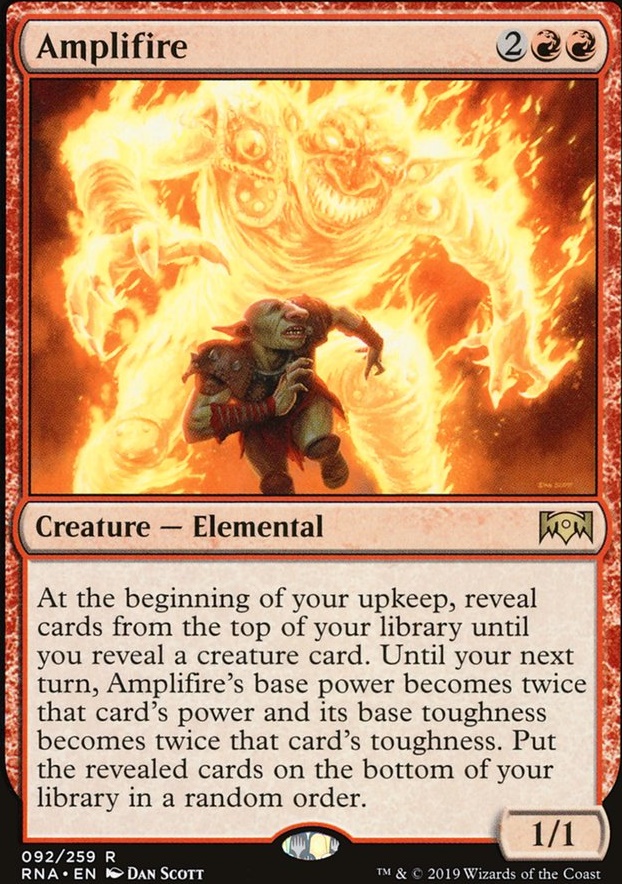 Amplifire 2
DAN SCOTT
Creature — Elemental
At the beginning of your upkeep, reveal
cards from the top of your library until
you reveal a creature card. Until your next
turn, Amplifire's base power becomes twice
that card's power and its base toughness
becomes twice that card's toughness. Put
the revealed cards on the bottom of your
library in a random order.
1/1
092/259 R
RNA • EN DAN SCOTT ™ & © 2019 Wizards of the Coast